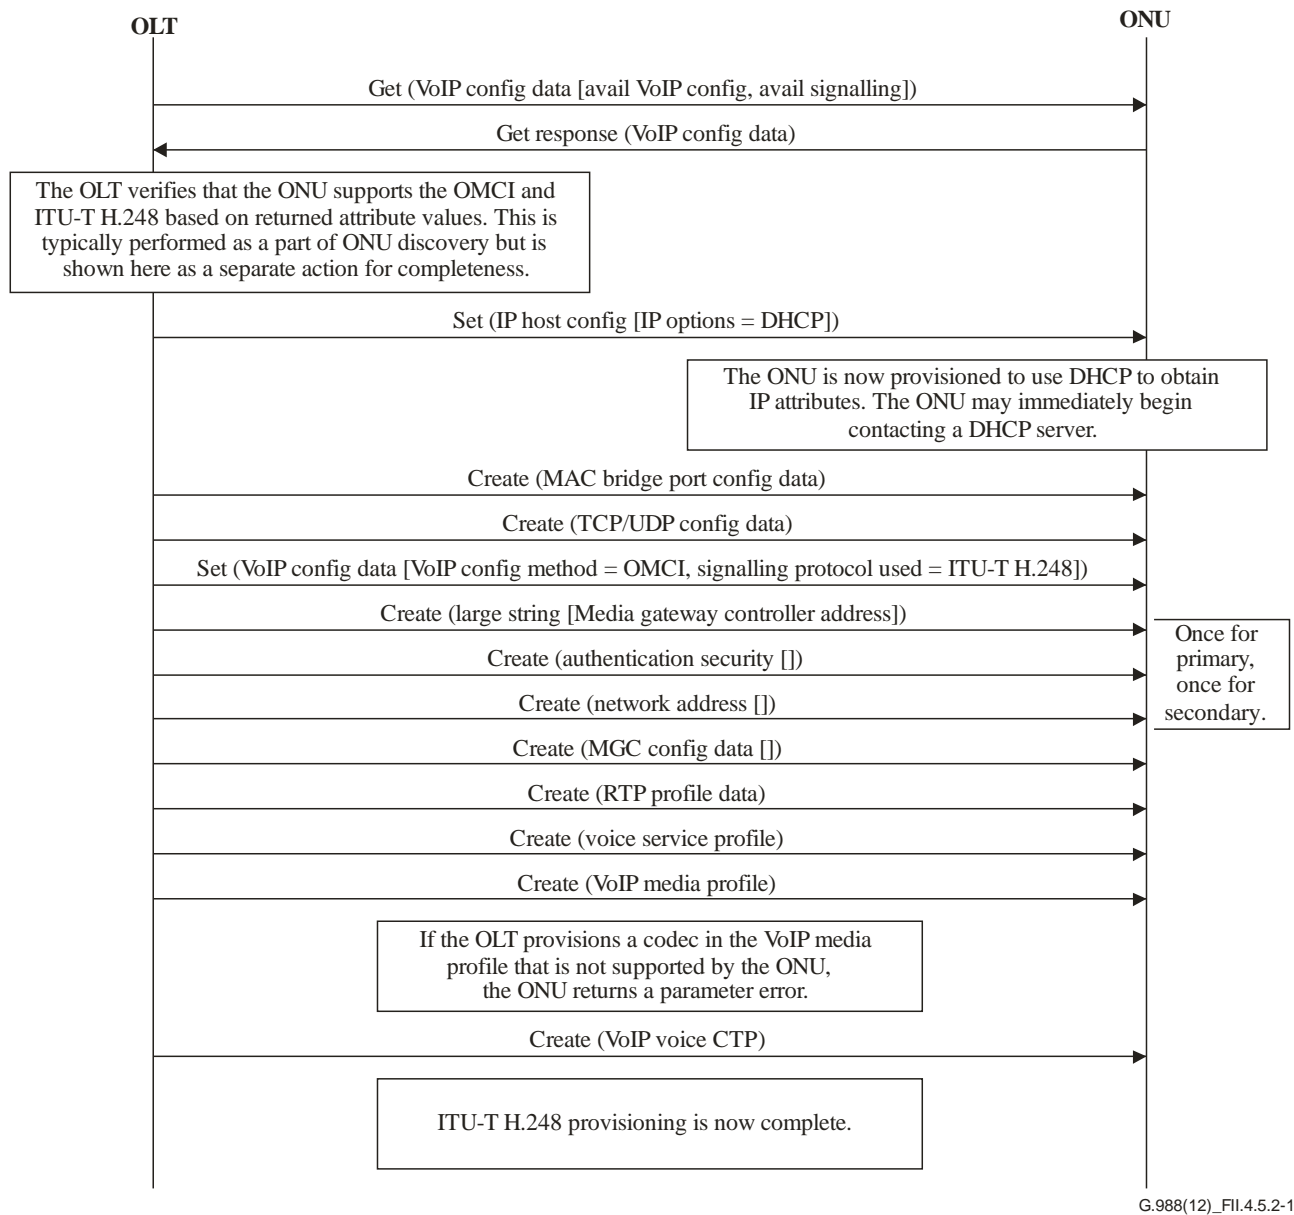 OLT
ONU
Get (VoIP config data [avail VoIP config, avail signalling])
Get response (VoIP config data)
The OLT verifies that the ONU supports the OMCI and
ITU-T H.248 based on returned attribute values. This is
typically performed as a part of ONU discovery but is
shown here as a separate action for completeness.
Set (IP host config [IP options = DHCP])
The ONU is now provisioned to use DHCP to obtain
IP attributes. The ONU may immediately begin
contacting a DHCP server.
Create (MAC bridge port config data)
Create (TCP/UDP config data)
Set (VoIP config data [VoIP config method = OMCI, signalling protocol used = ITU-T H.248])
Create (large string [Media gateway controller address])
Once for
primary,
once for
secondary.
Create (authentication security [])
Create (network address [])
Create (MGC config data [])
Create (RTP profile data)
Create (voice service profile)
Create (VoIP media profile)
If the OLT provisions a codec in the VoIP media
profile that is not supported by the ONU,
the ONU returns a parameter error.
Create (VoIP voice CTP)
ITU-T H.248 provisioning is now complete.
G.988(12)_FII.4.5.2-1